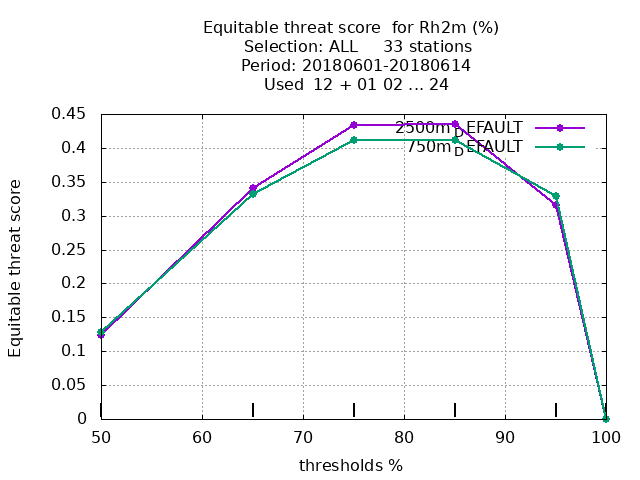 Equitable threat score  for Rh2m (%)
Selection: ALL     33 stations
Period: 20180601-20180614
Used  12 + 01 02 ... 24
2500m_DEFAULT
750m_DEFAULT
Equitable threat score
0.45
0.4
0.35
0.3
0.25
0.2
0.15
0.1
0.05
0
50 60 70 80 90 100
thresholds %